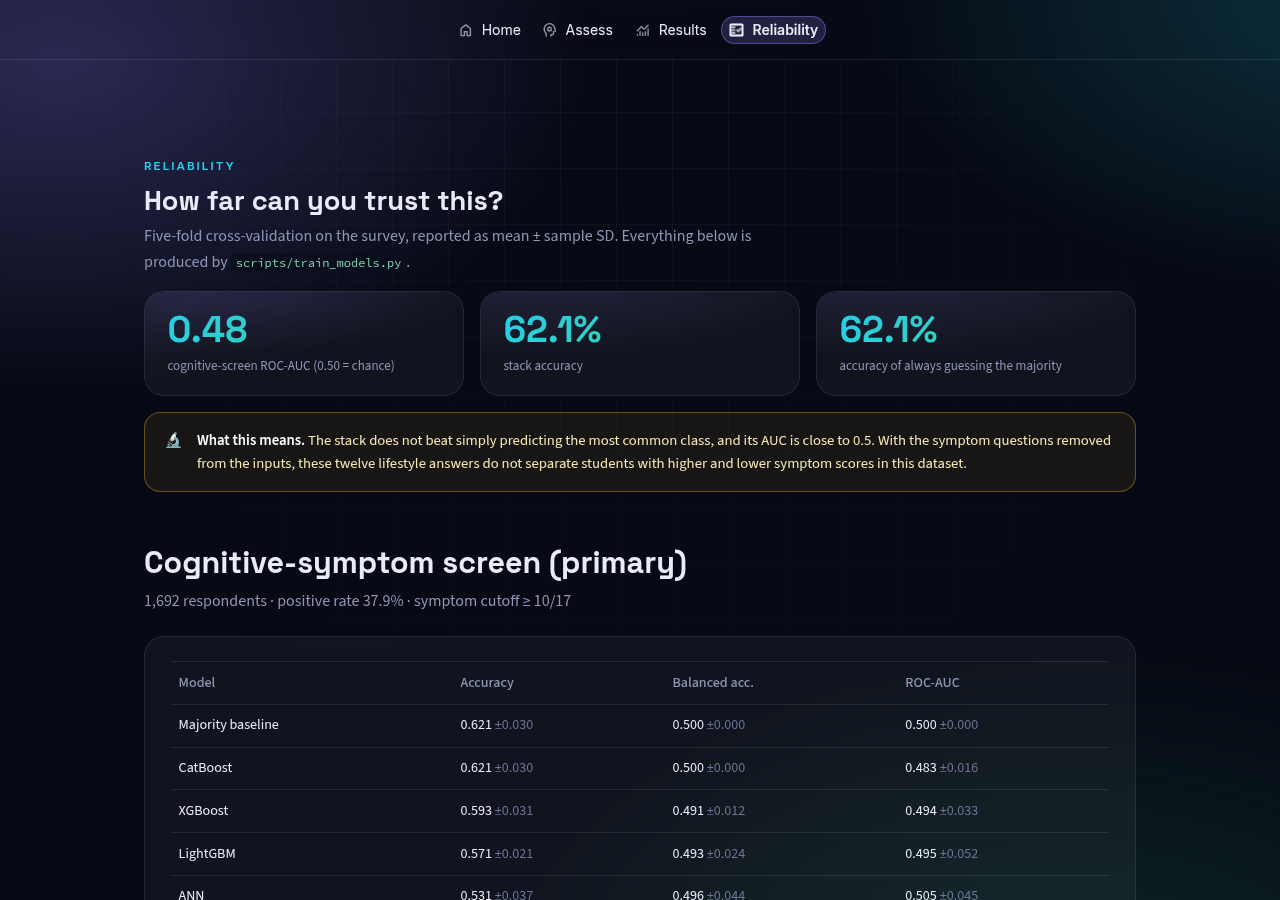 Home Assess Results Reliability
RELIABILITY
How far can you trust this?
Five-fold cross-validation on the survey, reported as mean ± sample SD. Everything below is
produced by scripts/train_models.py .
0.48 62.1% 62.1%
cognitive-screen ROC-AUC (0.50 = chance) stack accuracy accuracy of always guessing the majority
What this means. The stack does not beat simply predicting the most common class, and its AUC is close to 0.5. With the symptom questions removed
from the inputs, these twelve lifestyle answers do not separate students with higher and lower symptom scores in this dataset.
Cognitive-symptom screen (primary)
1,692 respondents · positive rate 37.9% · symptom cutoff ≥ 10/17
Model Accuracy Balanced acc. ROC-AUC
Majority baseline 0.621 ±0.030 0.500 ±0.000 0.500 ±0.000
CatBoost 0.621 ±0.030 0.500 ±0.000 0.483 ±0.016
XGBoost 0.593 ±0.031 0.491 ±0.012 0.494 ±0.033
LightGBM 0.571 ±0.021 0.493 ±0.024 0.495 ±0.052
ANN 0.531 ±0.037 0.496 ±0.044 0.505 ±0.045